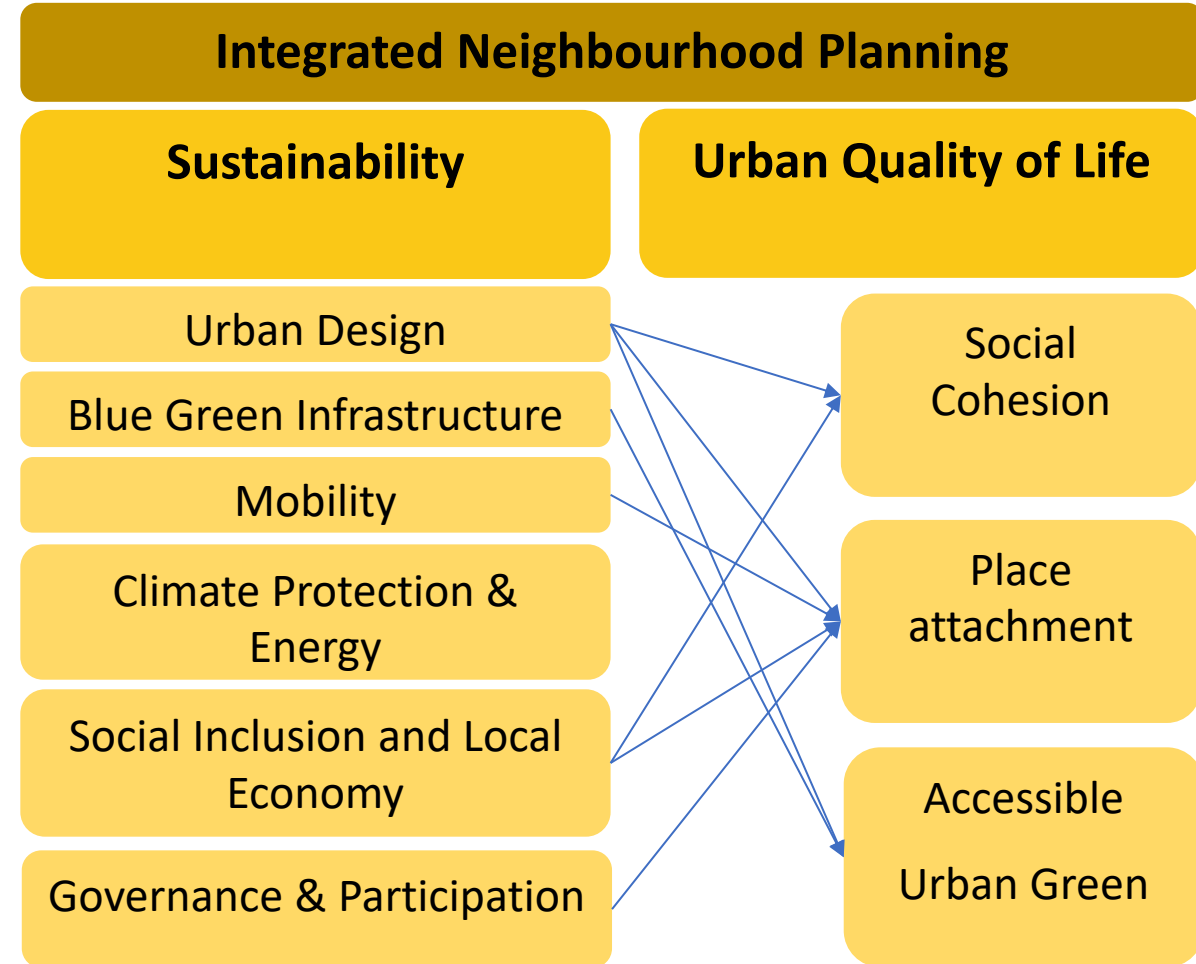 Integrated Neighbourhood Planning
Sustainability
Urban Quality of Life
Urban Design
Blue Green Infrastructure
Mobility
Climate Protection &
Energy
Social Inclusion and Local
Economy
Governance & Participation
Social
Cohesion
Place
attachment
Accessible
Urban Green